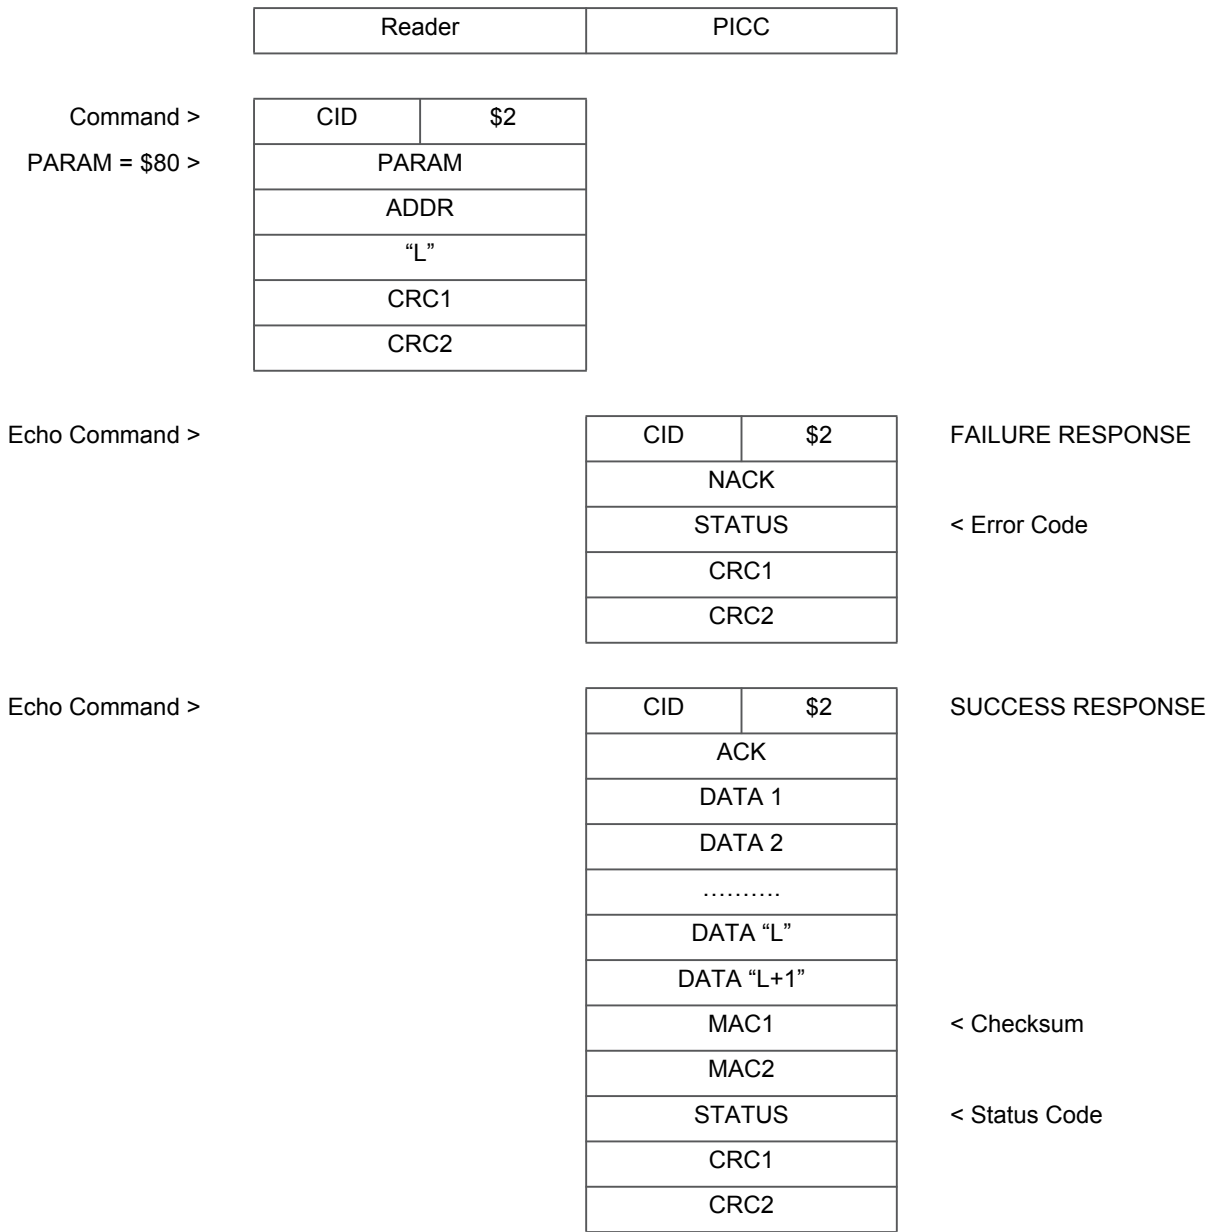 Reader PICC
Command > CID $2
PARAM = $80 > PARAM
ADDR
“L”
CRC1
CRC2
Echo Command > CID $2 FAILURE RESPONSE
NACK
STATUS < Error Code
CRC1
CRC2
Echo Command > CID $2 SUCCESS RESPONSE
ACK
DATA 1
DATA 2
……….
DATA “L”
DATA “L+1”
MAC1 < Checksum
MAC2
STATUS < Status Code
CRC1
CRC2